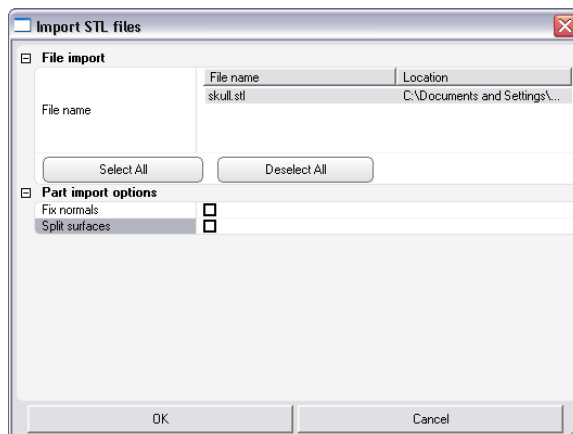 Import STL files
File import
File name Location
File name
skull.stl C:\Documents and Settings\...
Select All Deselect All
Part import options
Fix normals
Split surfaces
OK Cancel